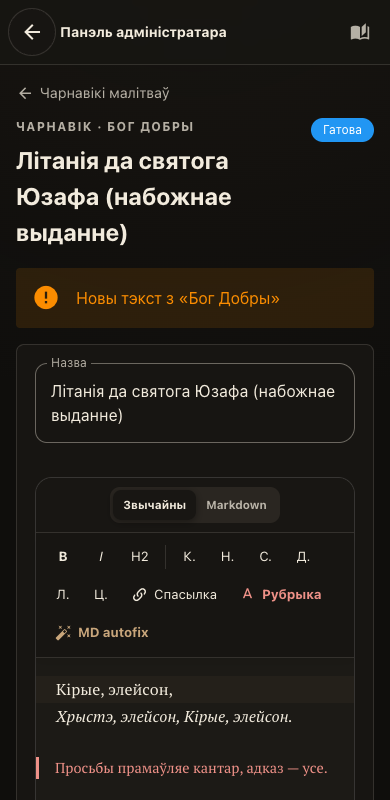 Панэль адміністратара
Чарнавікі малітваў
ЧАРНАВІК · БОГ ДОБРЫ
Гатова
Літанія да святога
Юзафа (набожнае
выданне)
Новы тэкст з «Бог Добры»
Назва
Літанія да святога Юзафа (набожнае
выданне)
Звычайны Markdown
B I H2 К. Н. С. Д.
Л. Ц. Спасылка A Рубрыка
MD autofix
Кірые, элейсон,
Хрыстэ, элейсон, Кірые, элейсон.
Просьбы прамаўляе кантар, адказ — усе.